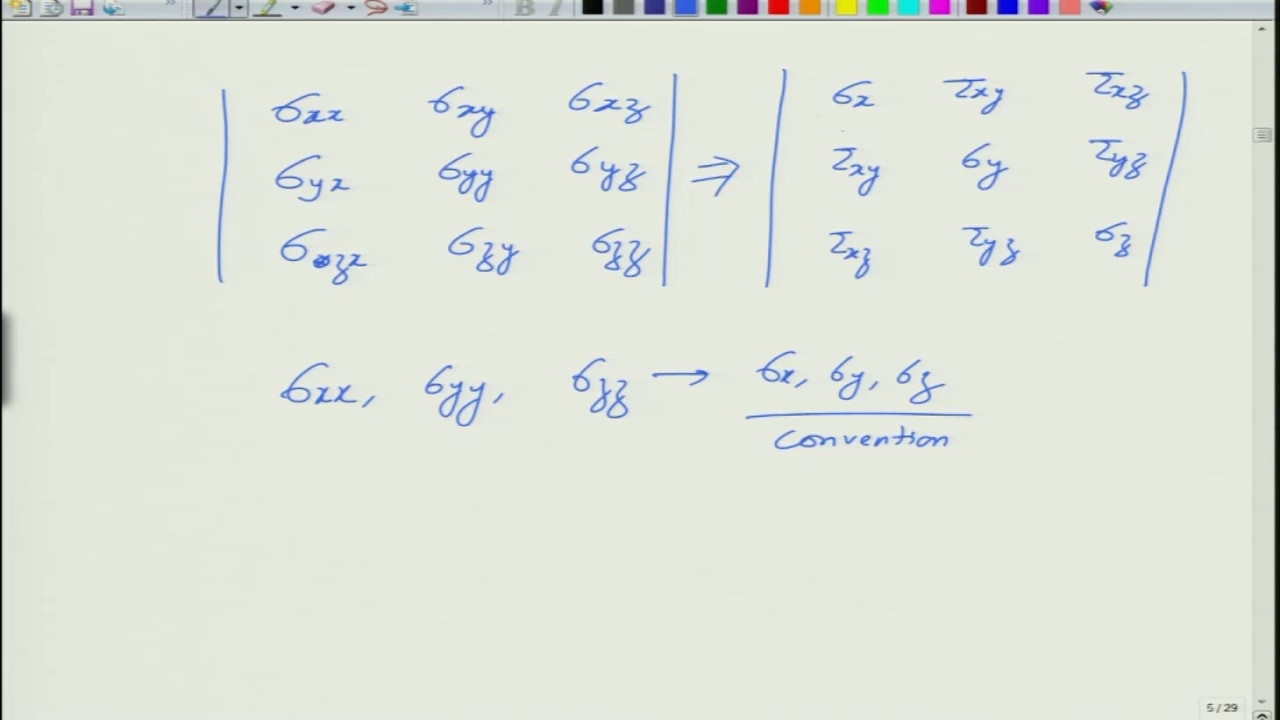 | σxx σxy σxz | ⇒ | σx τxy τxz |
| σyx σyy σyz | | τxy σy τyz |
| σzx σzy σzz | | τxz τyz σz |
σxx, σyy, σzz → σx, σy, σz
convention
5 / 29